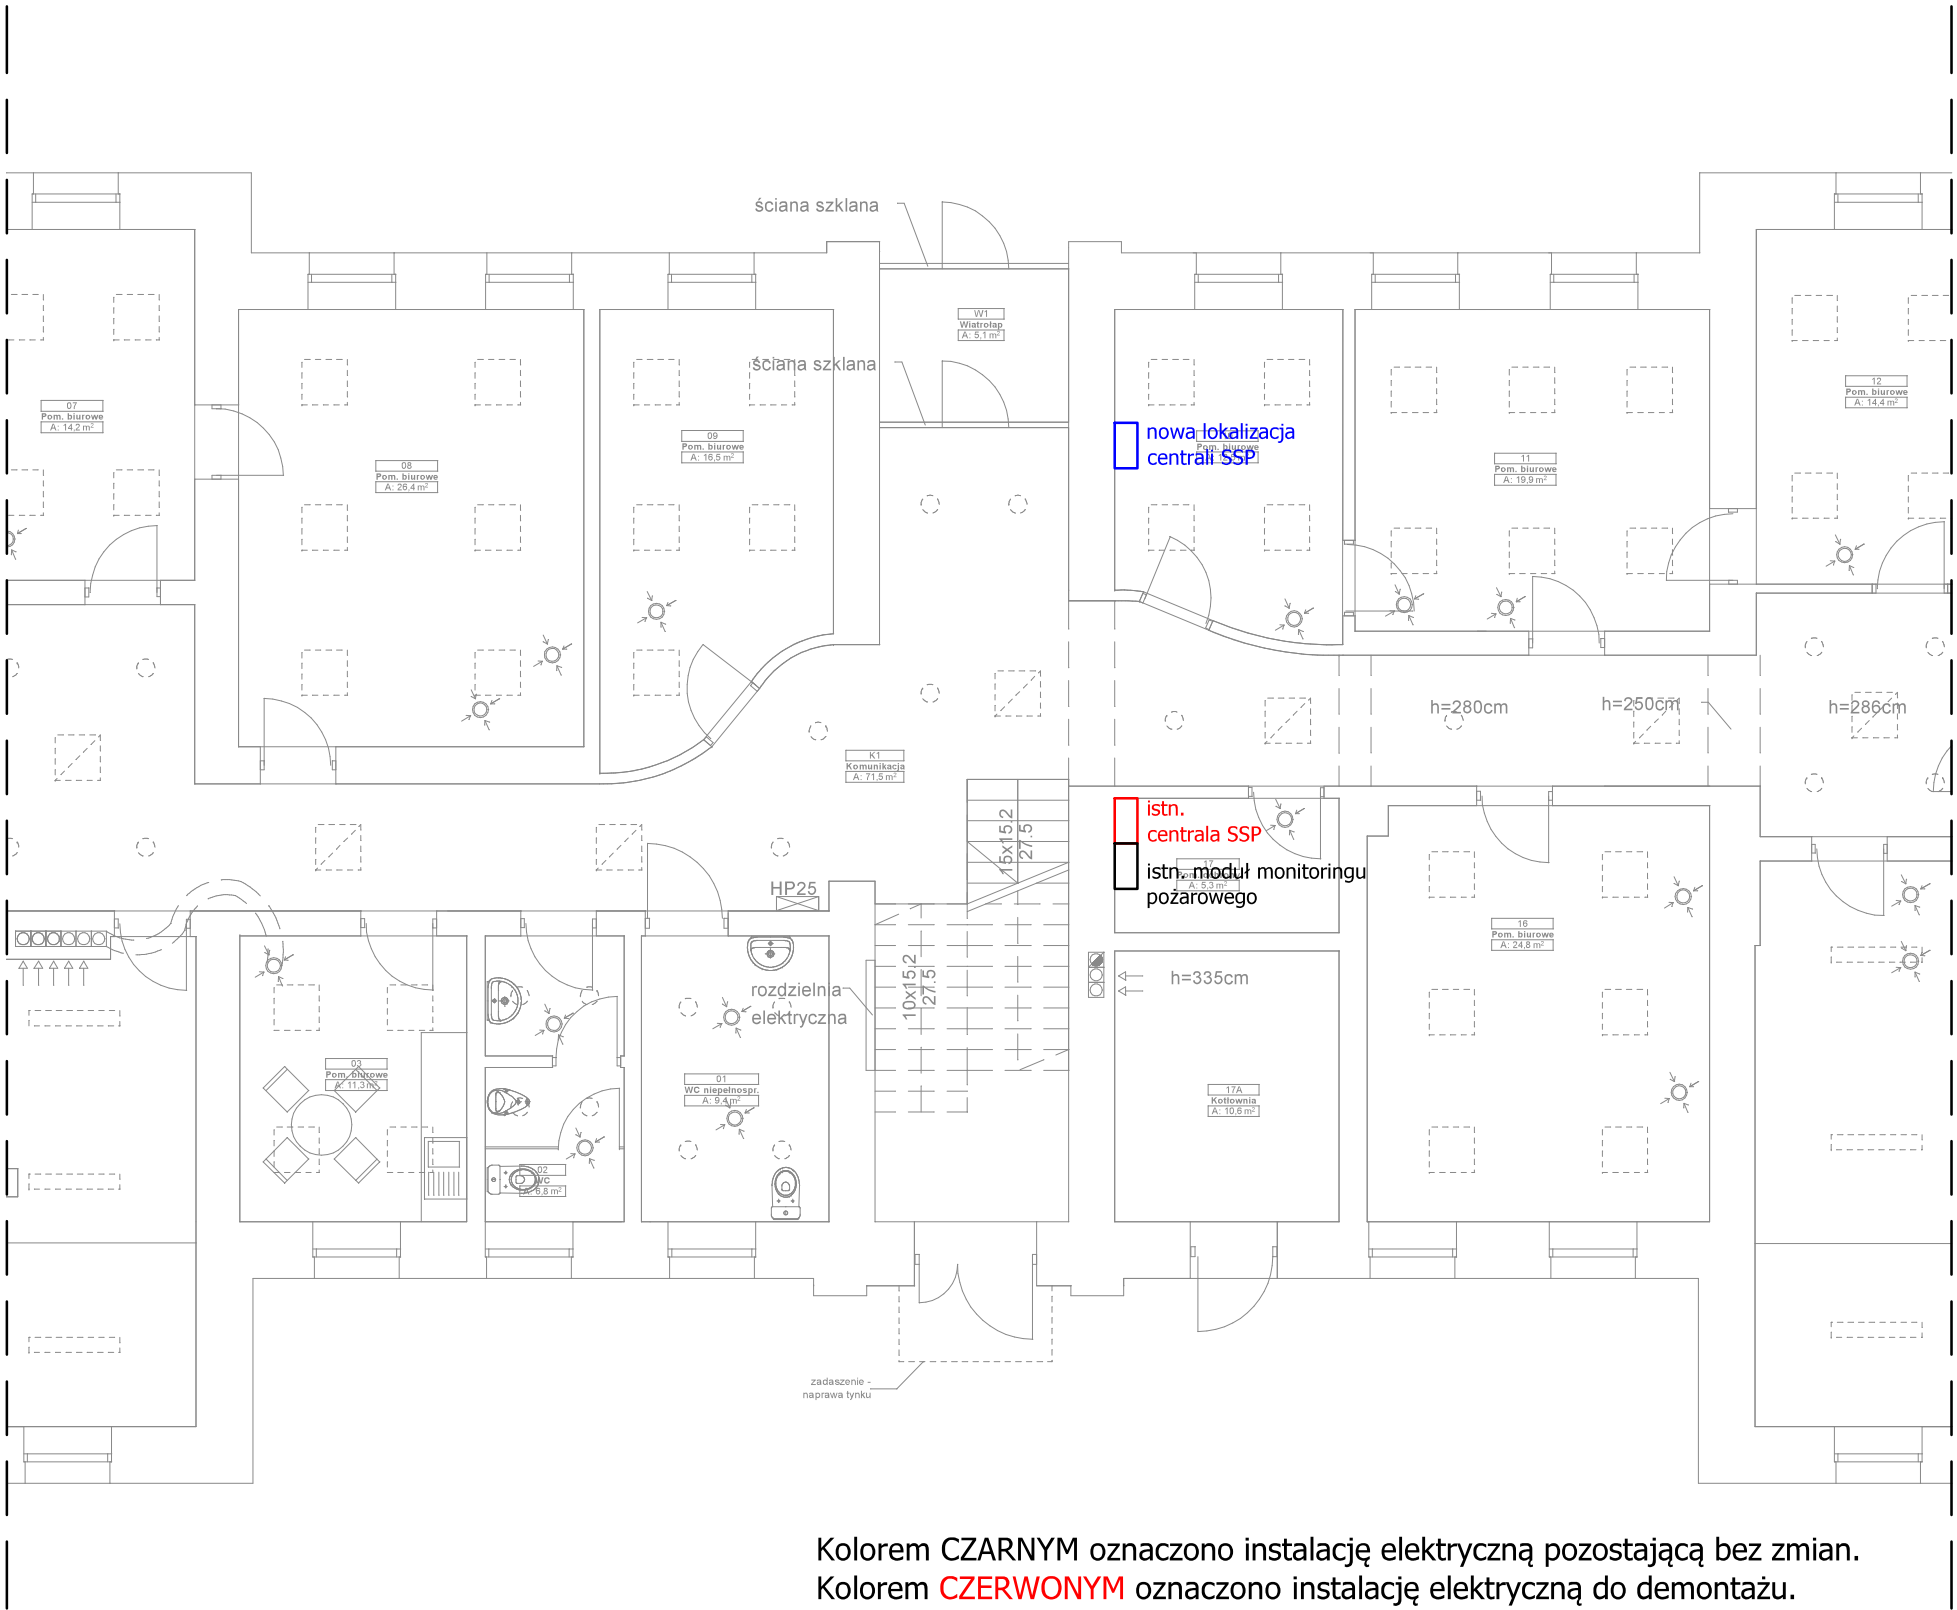 ściana szklana
W1
Wiatrołap
A: 5,1 m²
ściana szklana
07
Pom. biurowe
A: 14,2 m²
08
Pom. biurowe
A: 26,4 m²
09
Pom. biurowe
A: 16,5 m²
nowa lokalizacja
centrali SSP
11
Pom. biurowe
A: 19,9 m²
12
Pom. biurowe
A: 14,4 m²
h=280cm
h=250cm
h=286cm
K1
Komunikacja
A: 71,5 m²
15x15.2
27.5
istn.
centrala SSP
17
A: 5,3 m²
istn. moduł monitoringu
pożarowego
HP25
16
Pom. biurowe
A: 24,8 m²
10x15.2
27.5
rozdzielnia
elektryczna
h=335cm
03
Pom. biurowe
A: 11,3 m²
01
WC niepełnospr.
A: 9,4 m²
02
WC
A: 6,8 m²
17A
Kotłownia
A: 10,6 m²
zadaszenie -
naprawa tynku
Kolorem CZARNYM oznaczono instalację elektryczną pozostającą bez zmian.
Kolorem CZERWONYM oznaczono instalację elektryczną do demontażu.